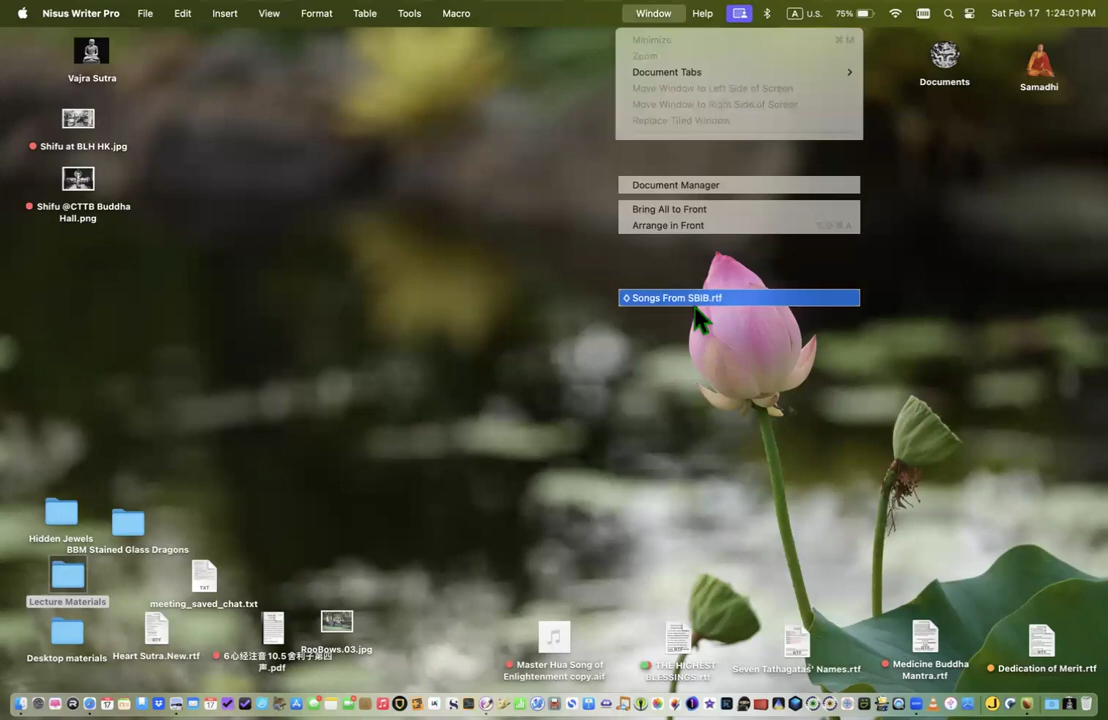 Nisus Writer Pro File Edit Insert View Format Table Tools Macro Window Help A U.S. 75% Sat Feb 17 1:24:01 PM
Minimize ⌘ M
Zoom
Document Tabs
Move Window to Left Side of Screen
Move Window to Right Side of Screen
Replace Tiled Window
Document Manager
Bring All to Front
Arrange in Front
◊ Songs From SBIB.rtf
Vajra Sutra
Shifu at BLH HK.jpg
Shifu @CTTB Buddha
Hall.png
Documents
Samadhi
Hidden Jewels
BBM Stained Glass Dragons
Lecture Materials
TXT
meeting_saved_chat.txt
Desktop materials
RTF
Heart Sutra.New.rtf
6心经注音10.5舍利子第四
声.pdf
RooBows.03.jpg
Master Hua Song of
Enlightenment copy.aif
RTF
THE HIGHEST
BLESSINGS.rtf
RTF
Seven Tathagatas' Names.rtf
RTF
Medicine Buddha
Mantra.rtf
RTF
Dedication of Merit.rtf